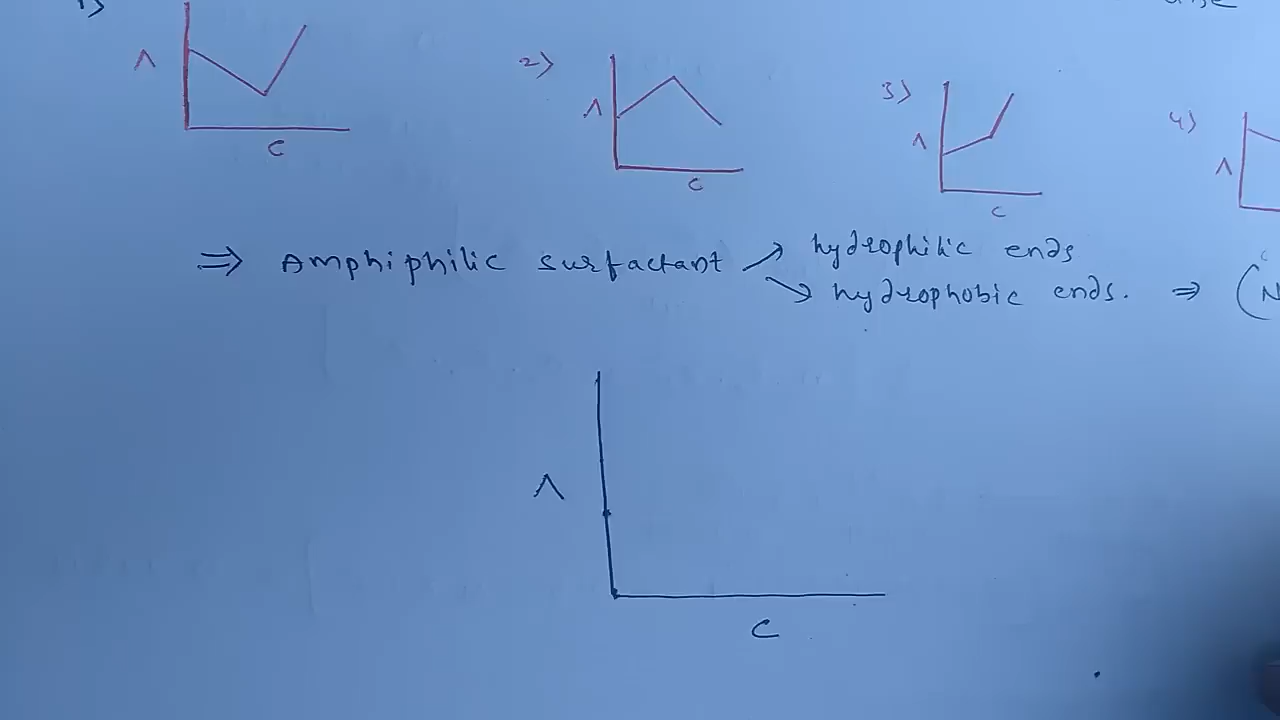 1)
Λ
C
2)
Λ
C
3)
Λ
C
4)
Λ
C
⇒ Amphiphilic surfactant ↗ hydrophilic ends
↘ hydrophobic ends. ⇒ (N
Λ
C